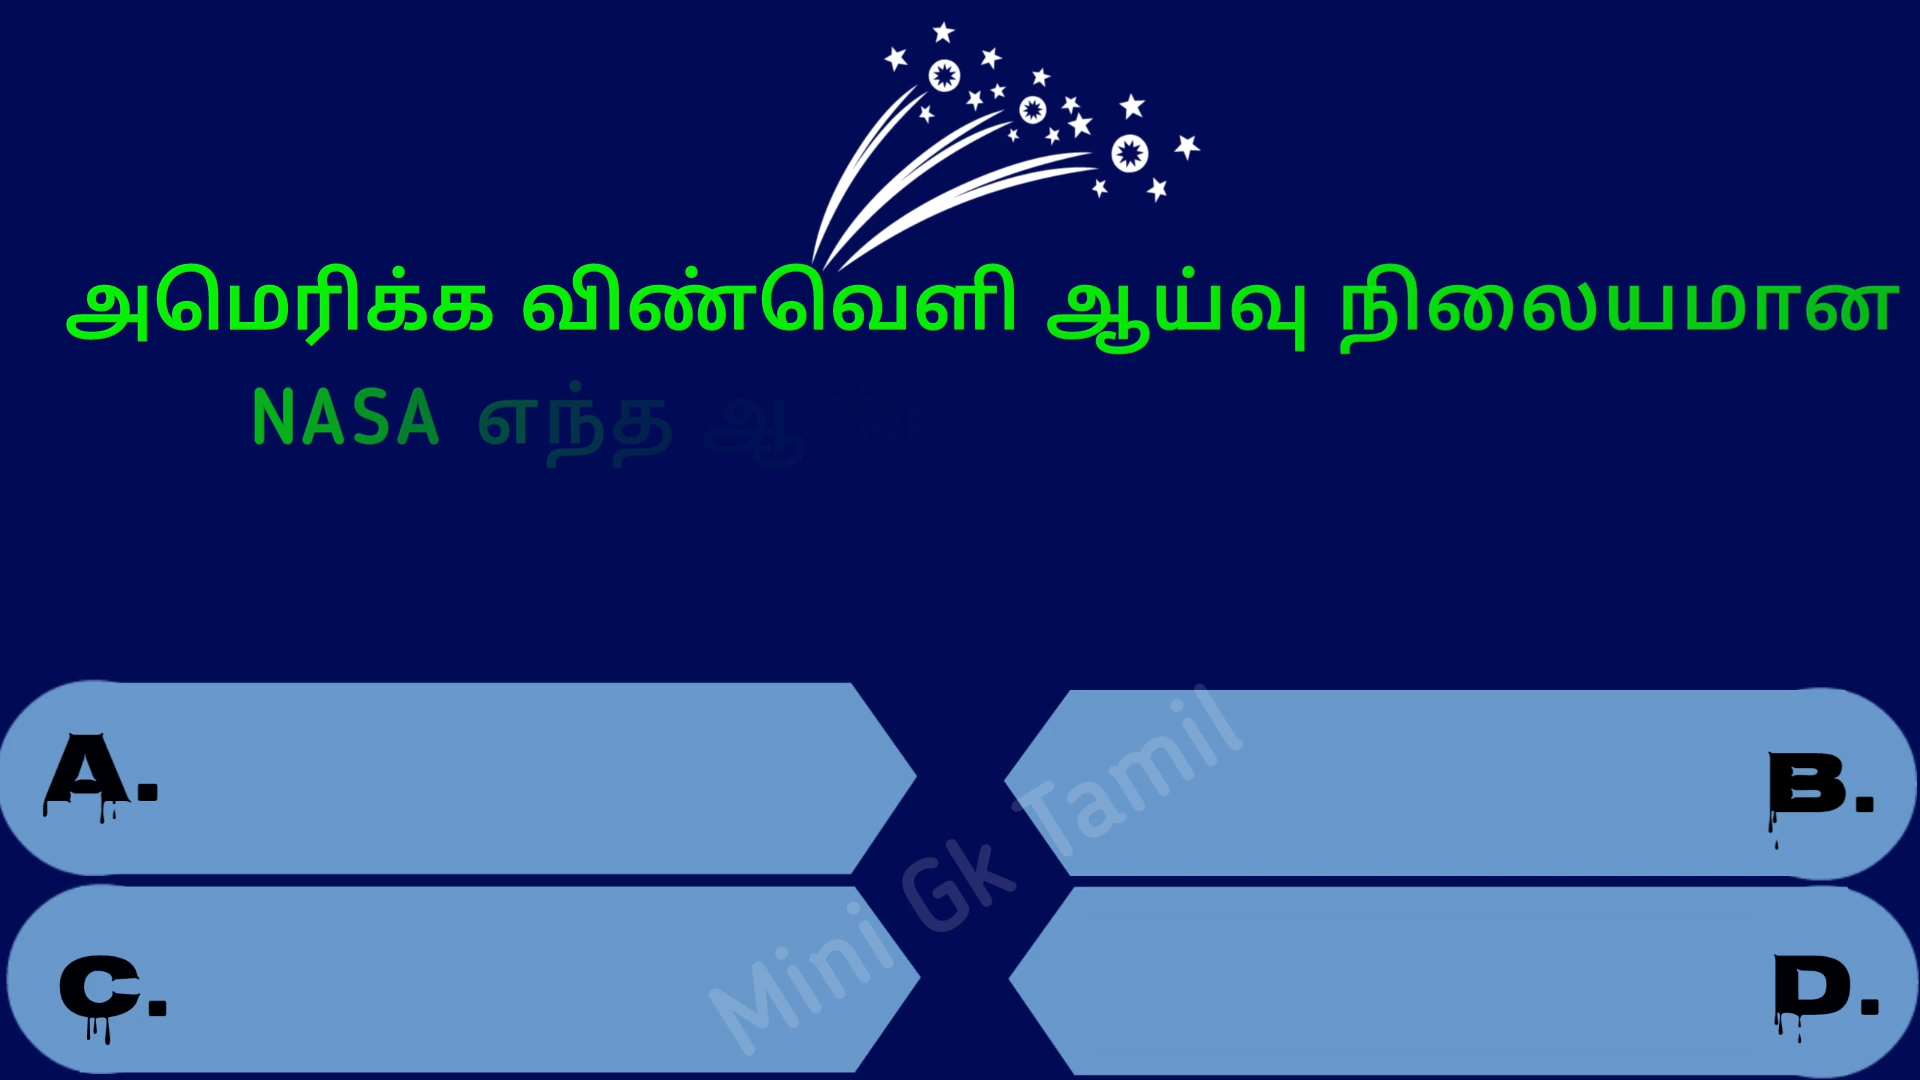 அமெரிக்க விண்வெளி ஆய்வு நிலையமான
NASA எந்த
A.
B.
C.
D.
Mini Gk Tamil